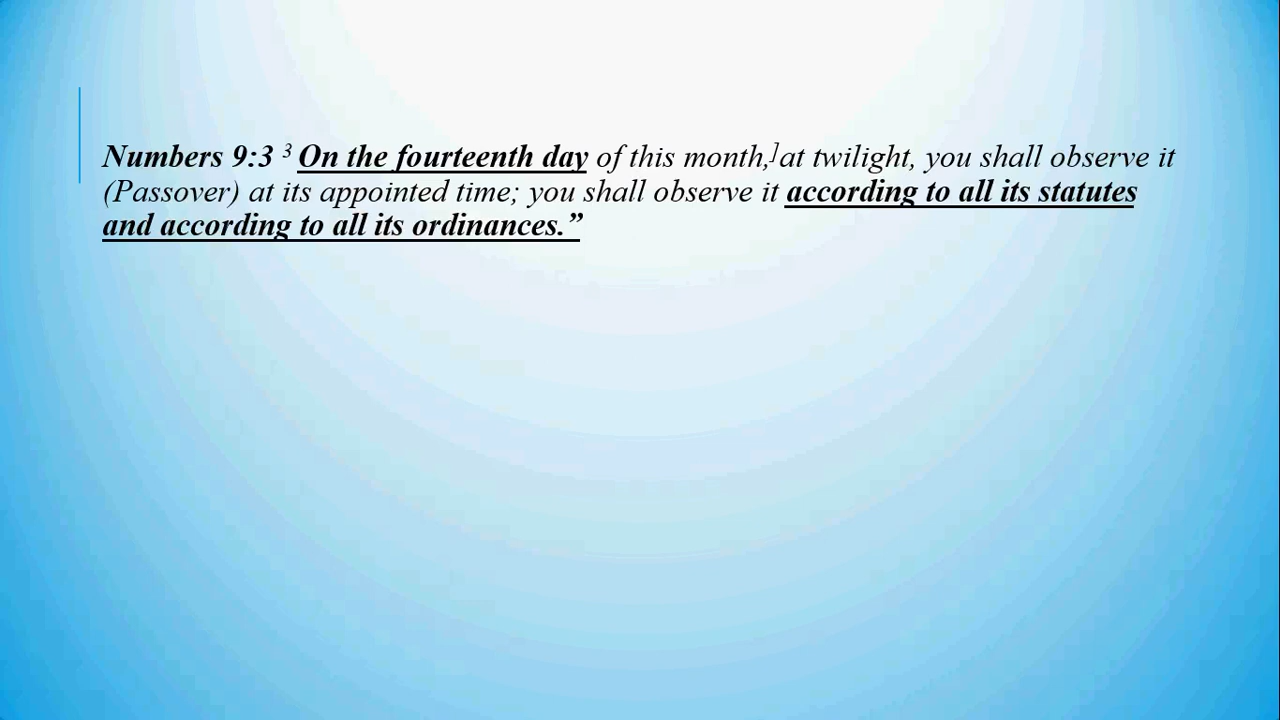 Numbers 9:3 ³ On the fourteenth day of this month,]at twilight, you shall observe it
(Passover) at its appointed time; you shall observe it according to all its statutes
and according to all its ordinances.”